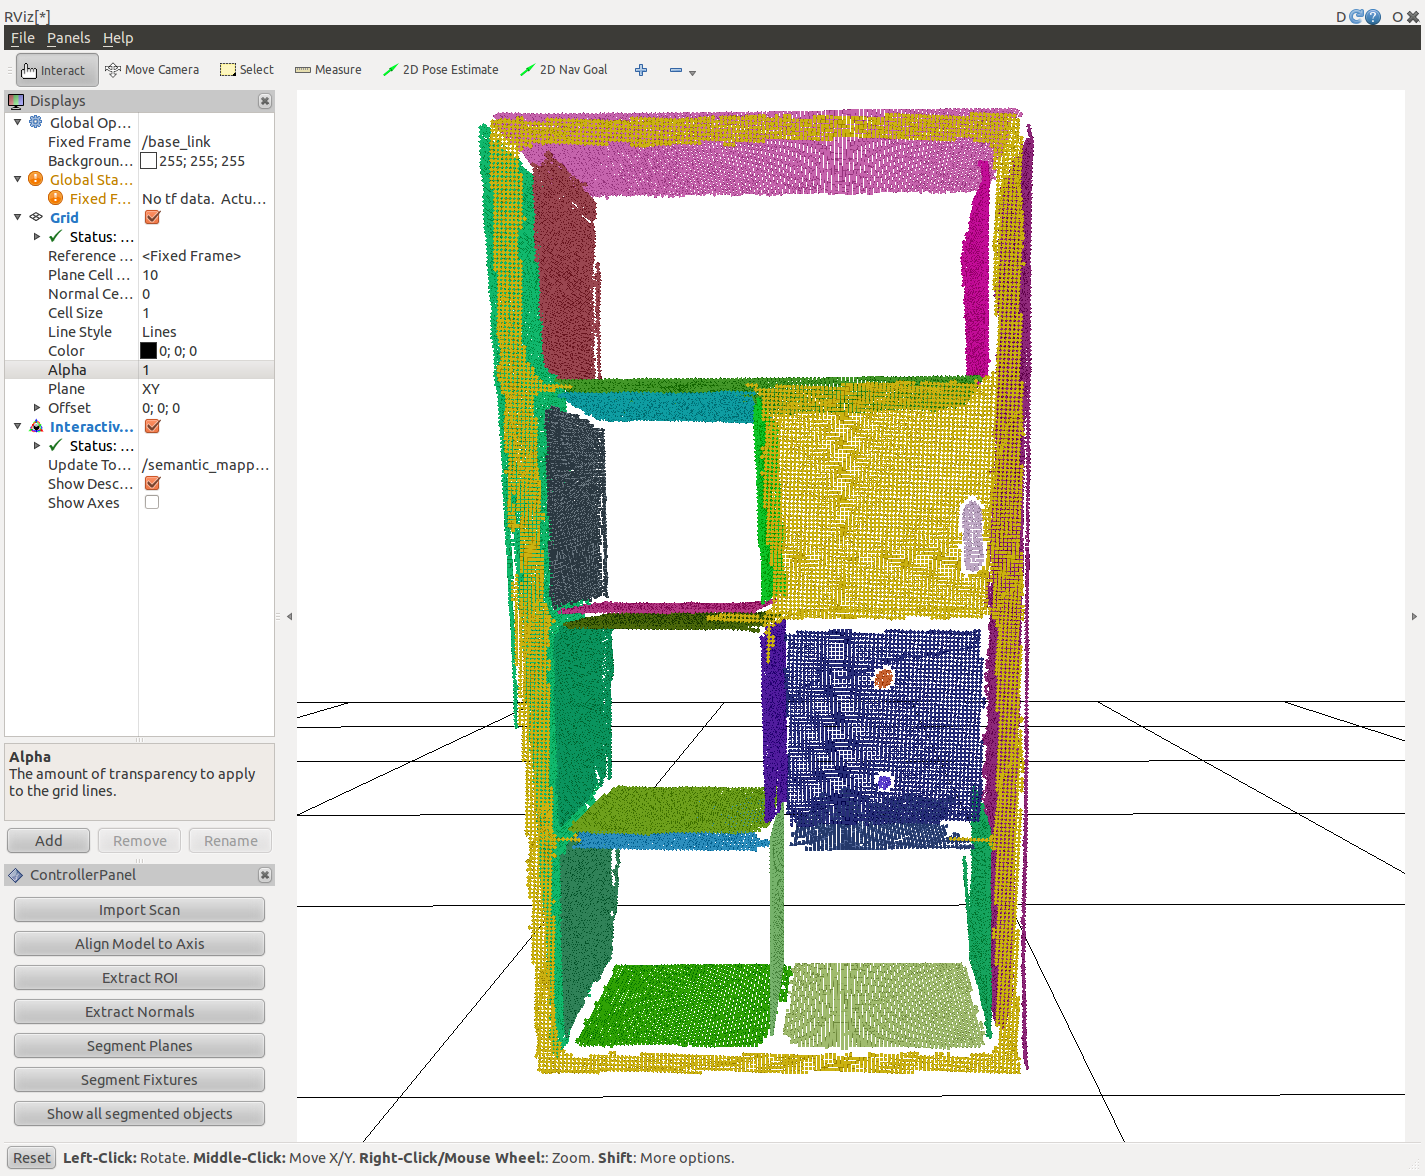 RViz[*]
D O
File Panels Help
Interact Move Camera Select Measure 2D Pose Estimate 2D Nav Goal
Displays
Global Op...
Fixed Frame /base_link
Backgroun... 255; 255; 255
Global Sta...
Fixed F... No tf data. Actu...
Grid
Status: ...
Reference ... <Fixed Frame>
Plane Cell ... 10
Normal Ce... 0
Cell Size 1
Line Style Lines
Color 0; 0; 0
Alpha 1
Plane XY
Offset 0; 0; 0
Interactiv...
Status: ...
Update To... /semantic_mapp...
Show Desc...
Show Axes
Alpha
The amount of transparency to apply
to the grid lines.
Add Remove Rename
ControllerPanel
Import Scan
Align Model to Axis
Extract ROI
Extract Normals
Segment Planes
Segment Fixtures
Show all segmented objects
Reset Left-Click: Rotate. Middle-Click: Move X/Y. Right-Click/Mouse Wheel:: Zoom. Shift: More options.